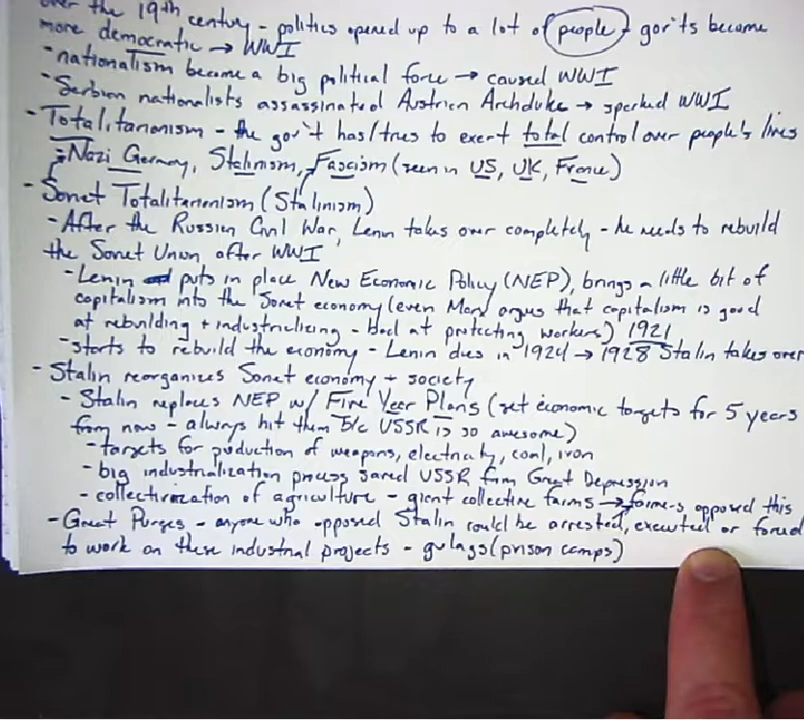 over the 19th century - politics opened up to a lot of people - gov'ts become
more democratic → WWI
- nationalism became a big political force → caused WWI
- Serbian nationalists assassinated Austrian Archduke → sparked WWI
- Totalitarianism - the gov't has/tries to exert total control over people's lives
- Nazi Germany, Stalinism, Fascism (seen in US, UK, France)
- Soviet Totalitarianism (Stalinism)
- After the Russian Civil War, Lenin takes over completely - he needs to rebuild
the Soviet Union after WWI
- Lenin puts in place New Economic Policy (NEP), brings a little bit of
capitalism into the Soviet economy (even Marx argues that capitalism is good
at rebuilding + industrializing - bad at protecting workers) 1921
- starts to rebuild the economy - Lenin dies in 1924 → 1928 Stalin takes over
- Stalin reorganizes Soviet economy + society
- Stalin replaces NEP w/ Five Year Plans (set economic targets for 5 years
from now - always hit them b/c USSR is so awesome)
- targets for production of weapons, electricity, coal, iron
- big industrialization process saved USSR from Great Depression
- collectivization of agriculture - giant collective farms → farmers opposed this
- Great Purges - anyone who opposed Stalin could be arrested, executed or forced
to work on these industrial projects - gulags (prison camps)